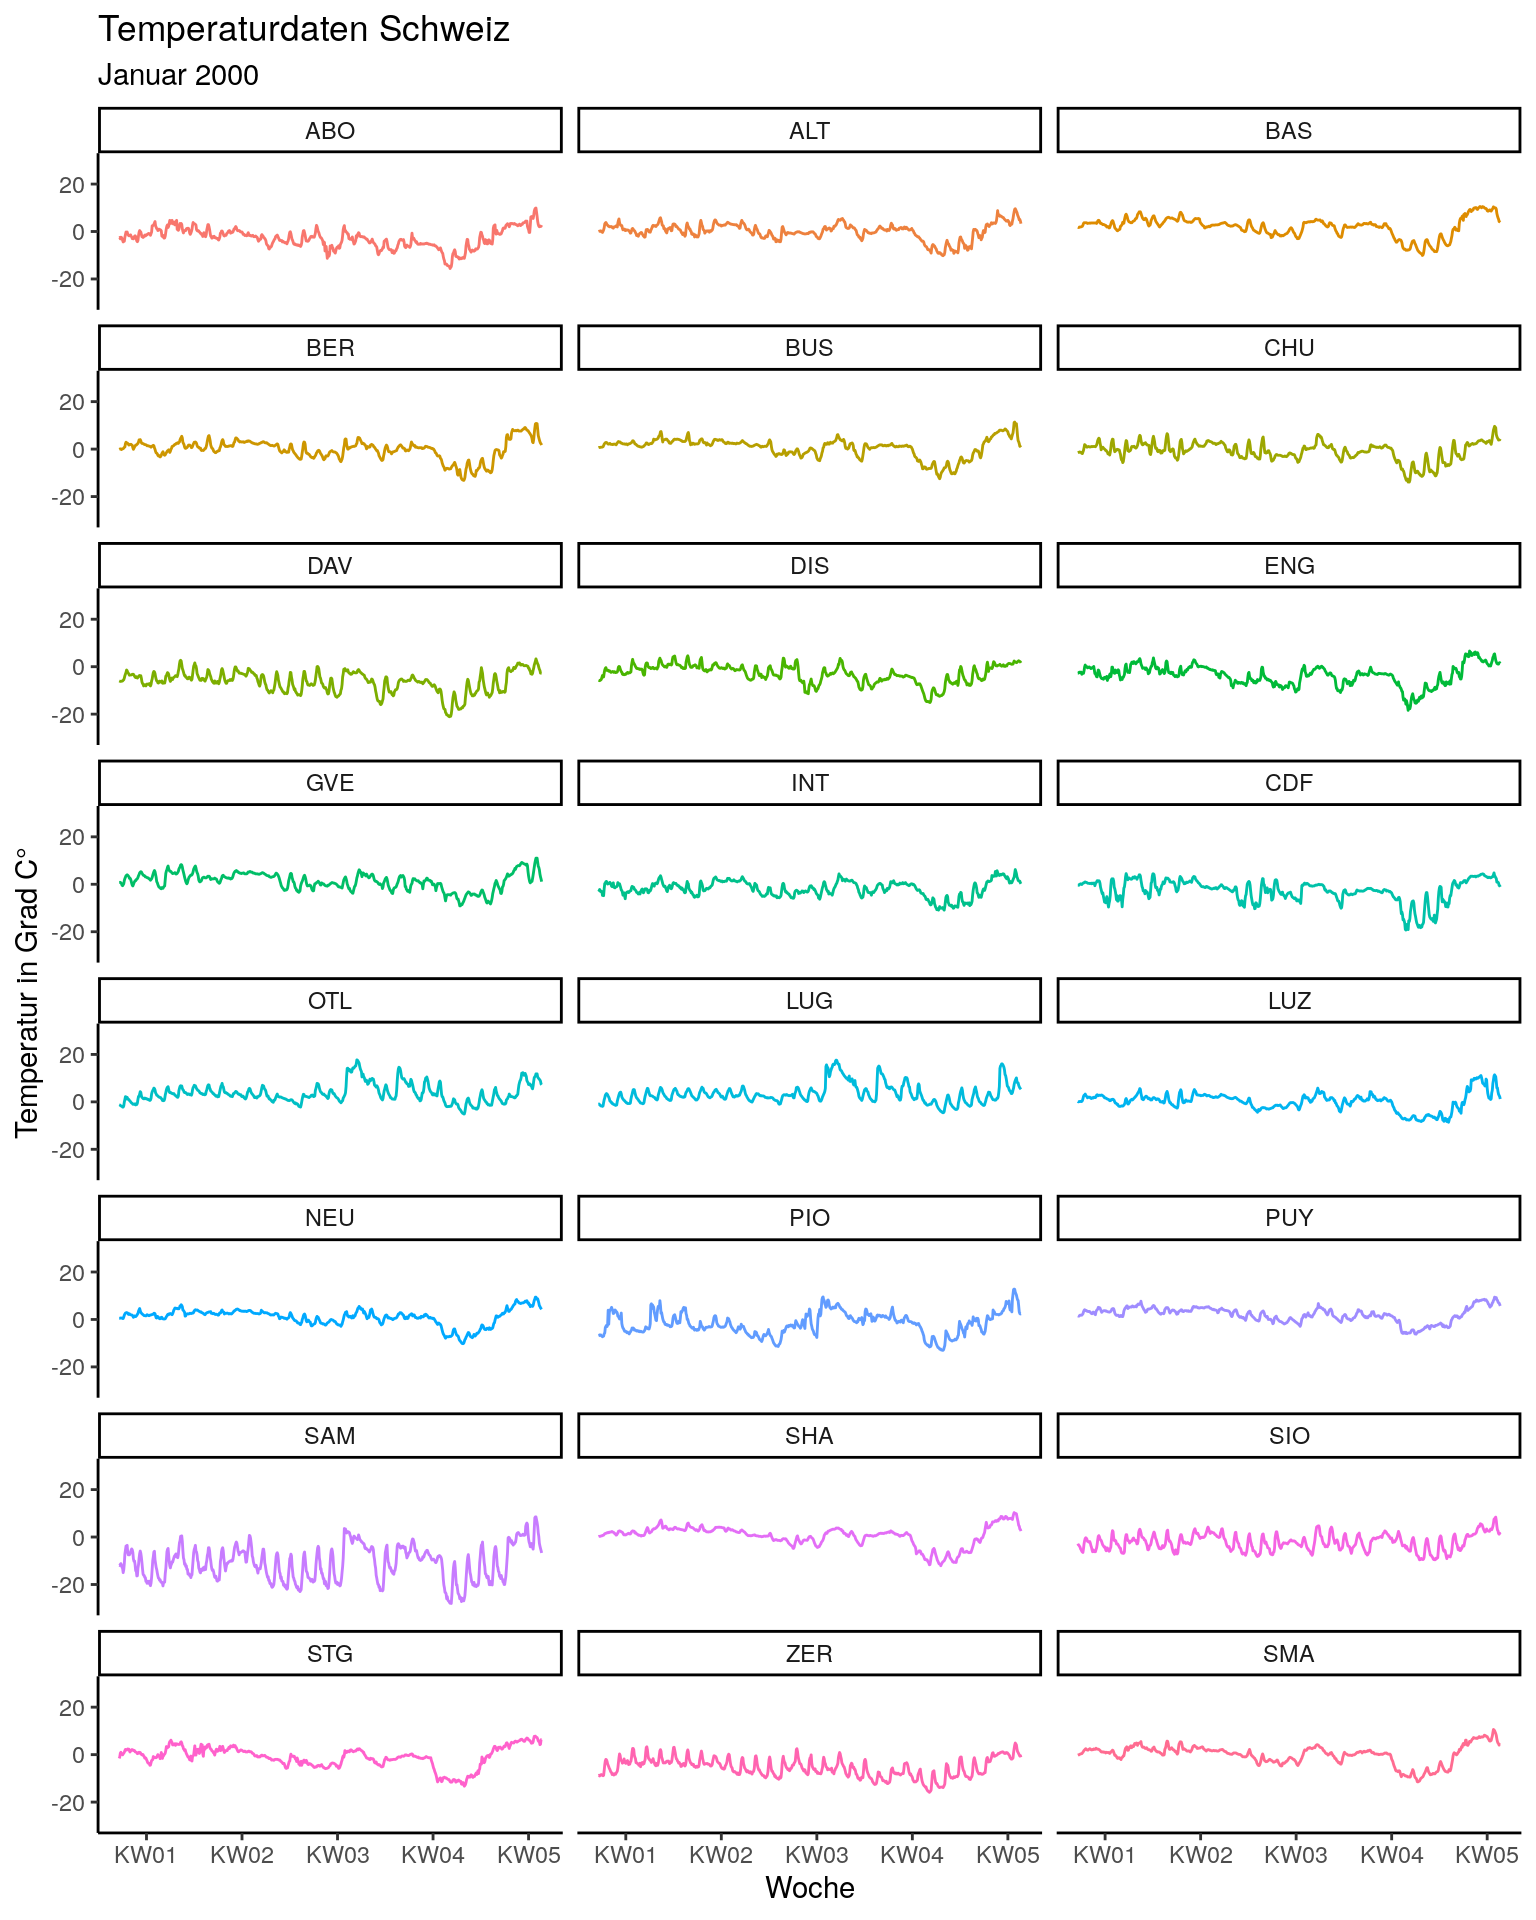 Temperaturdaten Schweiz
Januar 2000
ABO ALT BAS
20
0
-20
BER BUS CHU
20
0
-20
DAV DIS ENG
20
0
-20
GVE INT CDF
20
0
-20
Temperatur in Grad C°
OTL LUG LUZ
20
0
-20
NEU PIO PUY
20
0
-20
SAM SHA SIO
20
0
-20
STG ZER SMA
20
0
-20
KW01 KW02 KW03 KW04 KW05 KW01 KW02 KW03 KW04 KW05 KW01 KW02 KW03 KW04 KW05
Woche